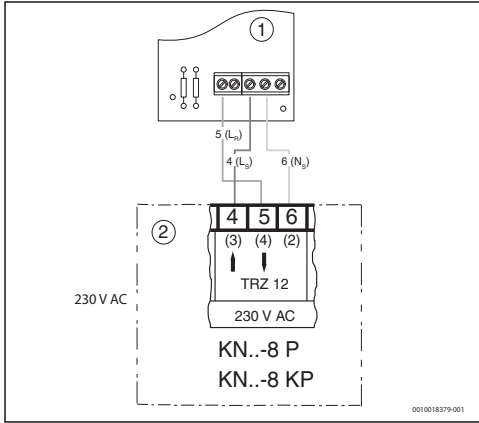 1
5 (L_R)
4 (L_S)
6 (N_S)
2
4 5 6
(3) (4) (2)
TRZ 12
230 V AC
230 V AC
KN..-8 P
KN..-8 KP
0010018379-001